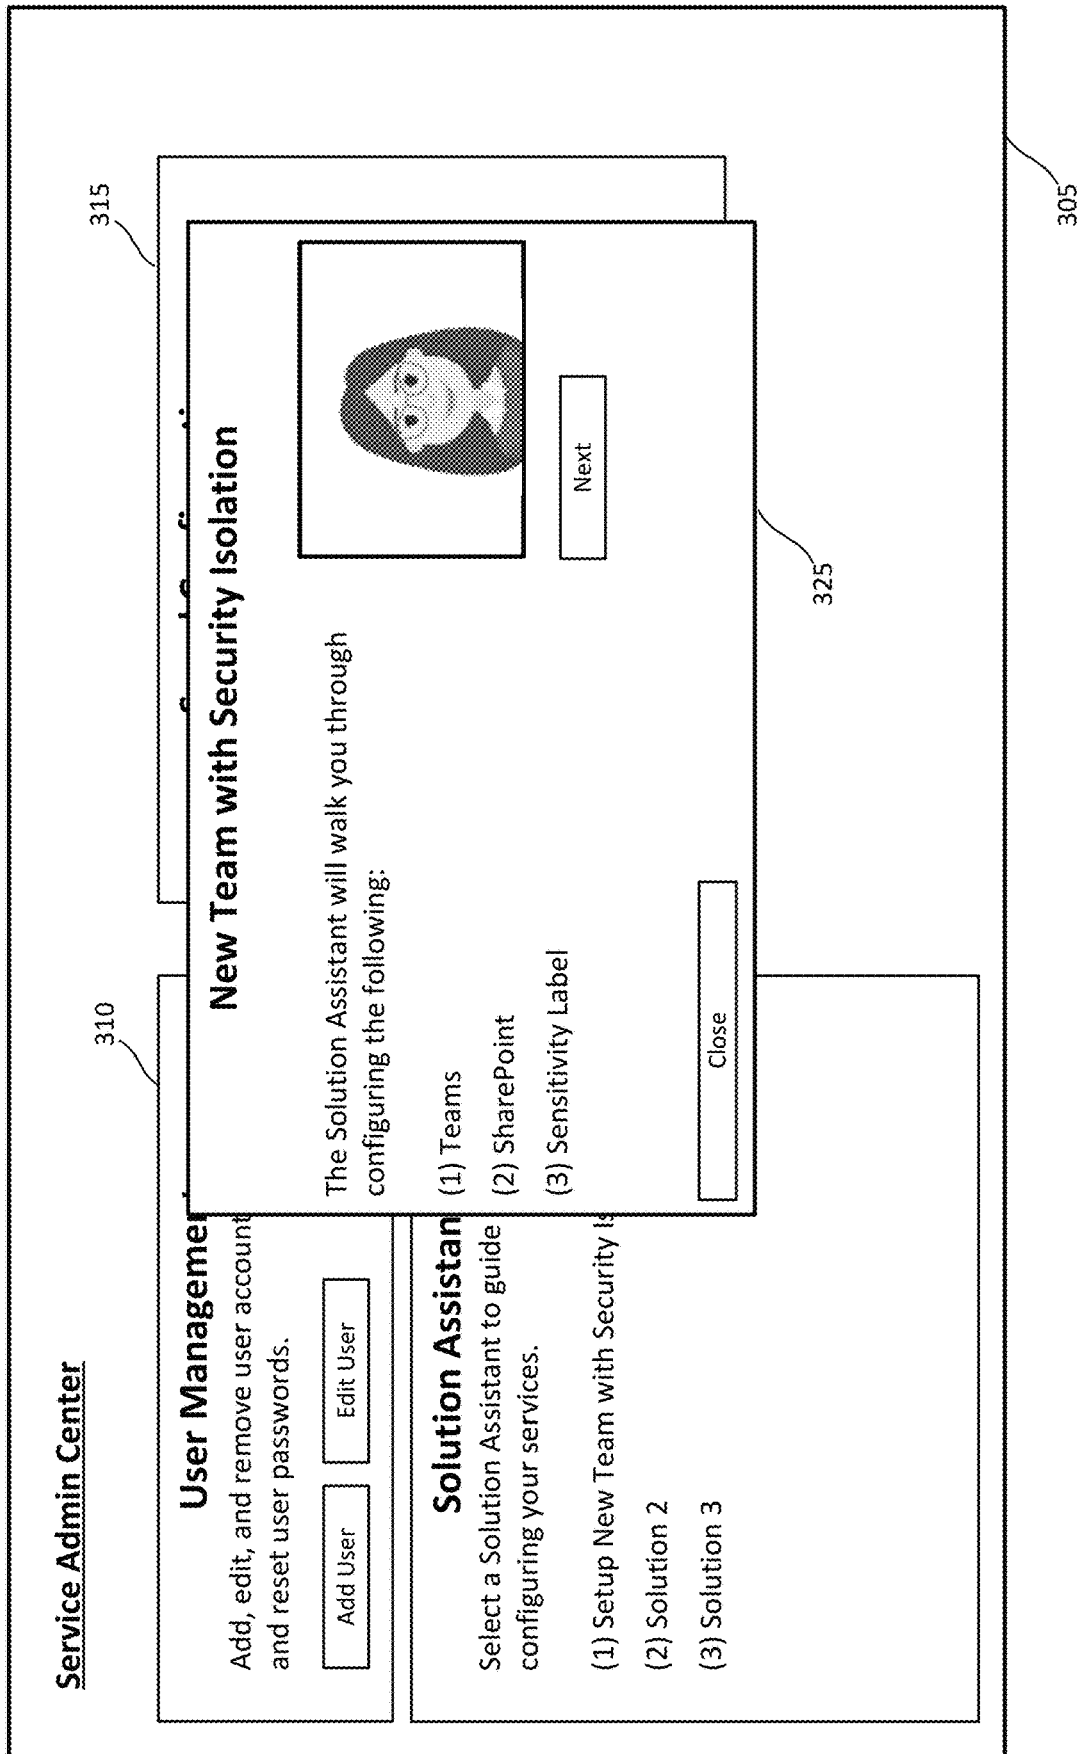 Service Admin Center
310
315
User Managemen
Add, edit, and remove user account
and reset user passwords.
Add User
Edit User
Solution Assistan
Select a Solution Assistant to guide
configuring your services.
(1) Setup New Team with Security Is
(2) Solution 2
(3) Solution 3
New Team with Security Isolation
The Solution Assistant will walk you through
configuring the following:
(1) Teams
(2) SharePoint
(3) Sensitivity Label
Next
Close
325
305